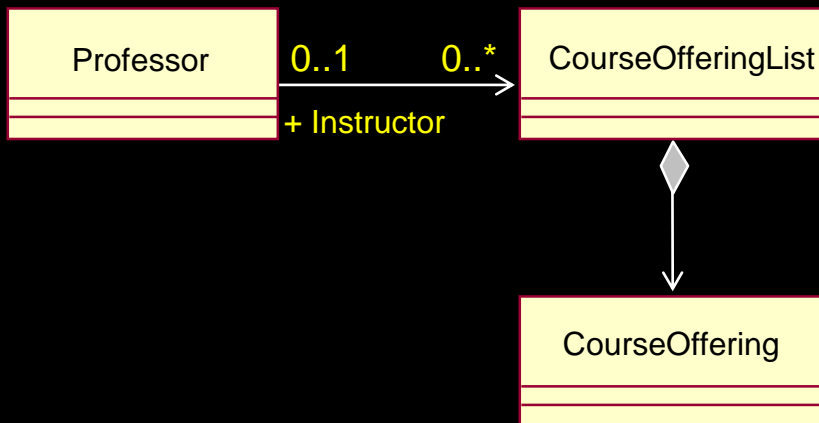 Professor
0..1
0..*
CourseOfferingList
+ Instructor
CourseOffering